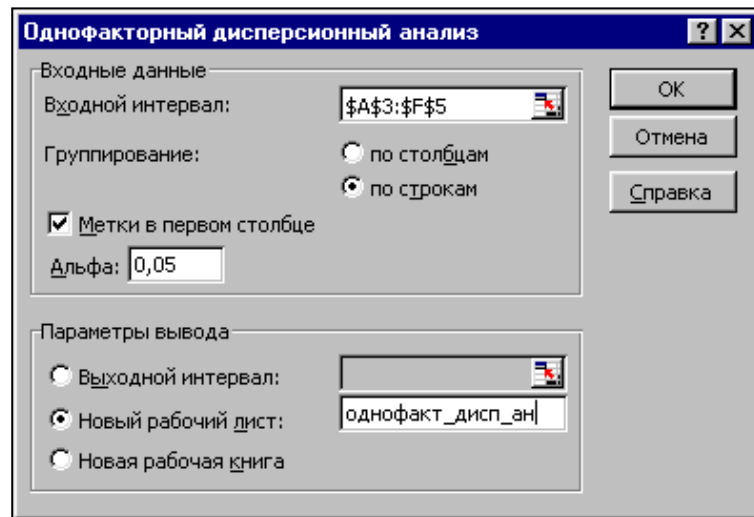 Однофакторный дисперсионный анализ
Входные данные
Входной интервал: $A$3:$F$5
Группирование: по столбцам
по строкам
Метки в первом столбце
Альфа: 0,05
OK
Отмена
Справка
Параметры вывода
Выходной интервал:
Новый рабочий лист: однофакт_дисп_ан
Новая рабочая книга